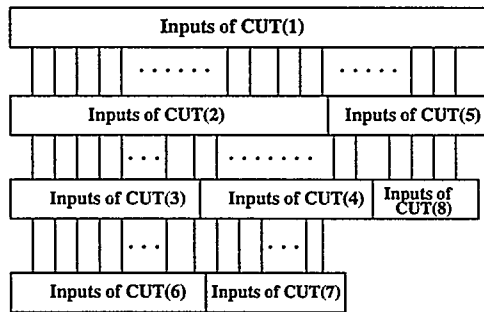 Inputs of CUT(1)
Inputs of CUT(2) Inputs of CUT(5)
Inputs of CUT(3) Inputs of CUT(4) Inputs of
CUT(8)
Inputs of CUT(6) Inputs of CUT(7)